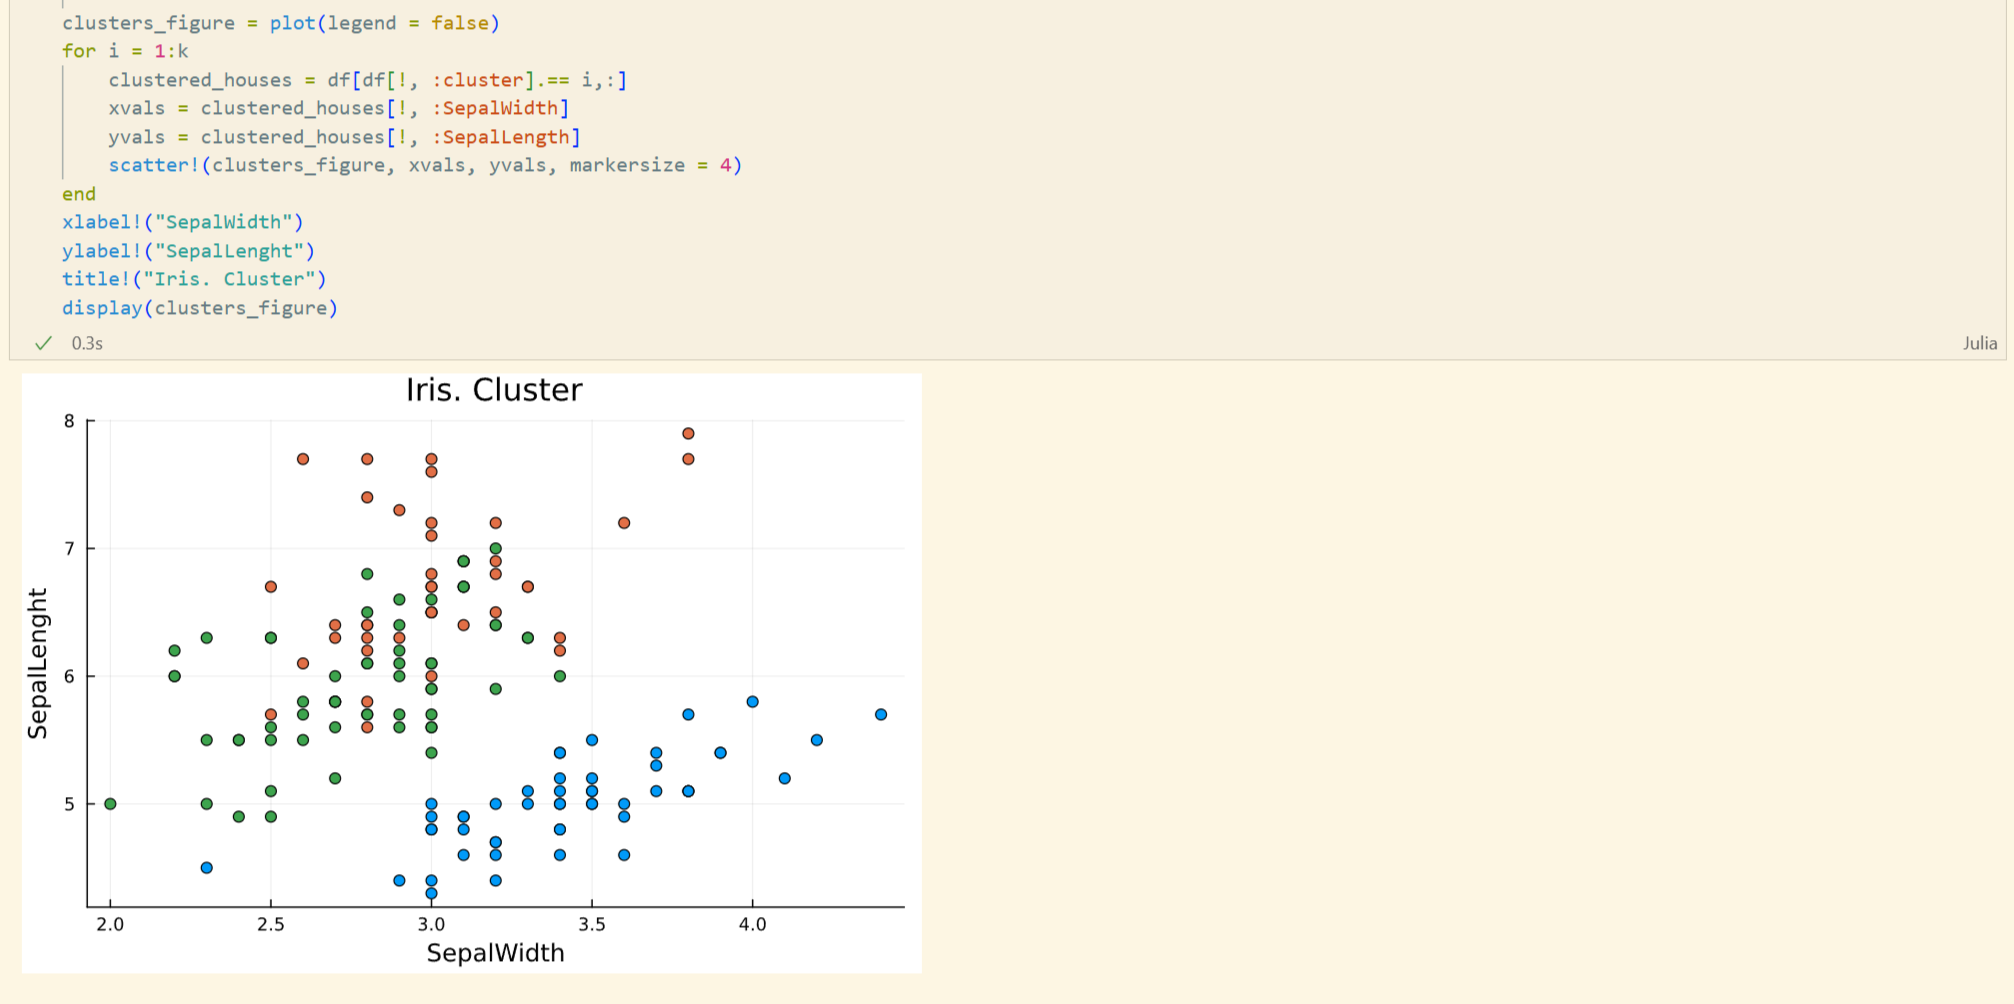 clusters_figure = plot(legend = false)
for i = 1:k
    clustered_houses = df[df[!, :cluster].== i,:]
    xvals = clustered_houses[!, :SepalWidth]
    yvals = clustered_houses[!, :SepalLength]
    scatter!(clusters_figure, xvals, yvals, markersize = 4)
end
xlabel!("SepalWidth")
ylabel!("SepalLenght")
title!("Iris. Cluster")
display(clusters_figure)
0.3s
Julia
Iris. Cluster
8
7
6
5
SepalLenght
2.0 2.5 3.0 3.5 4.0
SepalWidth